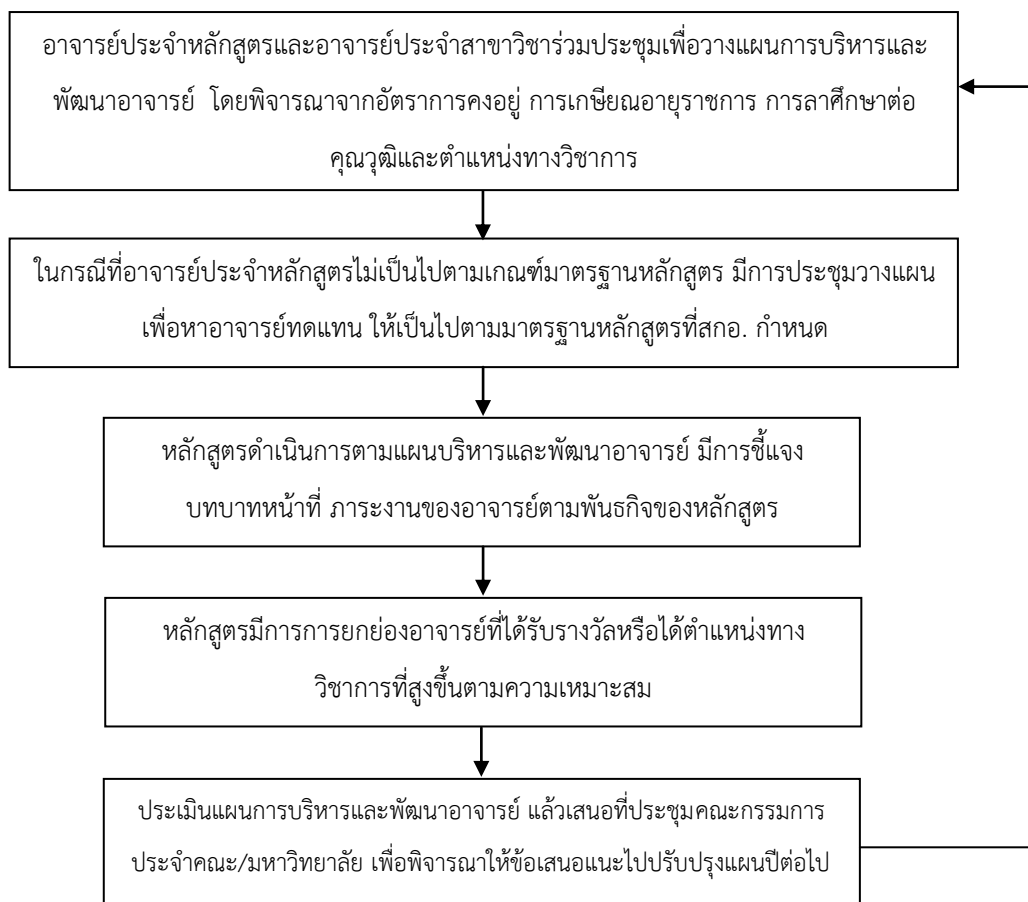 อาจารย์ประจำหลักสูตรและอาจารย์ประจำสาขาวิชาร่วมประชุมเพื่อวางแผนการบริหารและ
พัฒนาอาจารย์ โดยพิจารณาจากอัตราการคงอยู่ การเกษียณอายุราชการ การลาศึกษาต่อ
คุณวุฒิและตำแหน่งทางวิชาการ
ในกรณีที่อาจารย์ประจำหลักสูตรไม่เป็นไปตามเกณฑ์มาตรฐานหลักสูตร มีการประชุมวางแผน
เพื่อหาอาจารย์ทดแทน ให้เป็นไปตามมาตรฐานหลักสูตรที่สกอ. กำหนด
หลักสูตรดำเนินการตามแผนบริหารและพัฒนาอาจารย์ มีการชี้แจง
บทบาทหน้าที่ ภาระงานของอาจารย์ตามพันธกิจของหลักสูตร
หลักสูตรมีการการยกย่องอาจารย์ที่ได้รับรางวัลหรือได้ตำแหน่งทาง
วิชาการที่สูงขึ้นตามความเหมาะสม
ประเมินแผนการบริหารและพัฒนาอาจารย์ แล้วเสนอที่ประชุมคณะกรรมการ
ประจำคณะ/มหาวิทยาลัย เพื่อพิจารณาให้ข้อเสนอแนะไปปรับปรุงแผนปีต่อไป